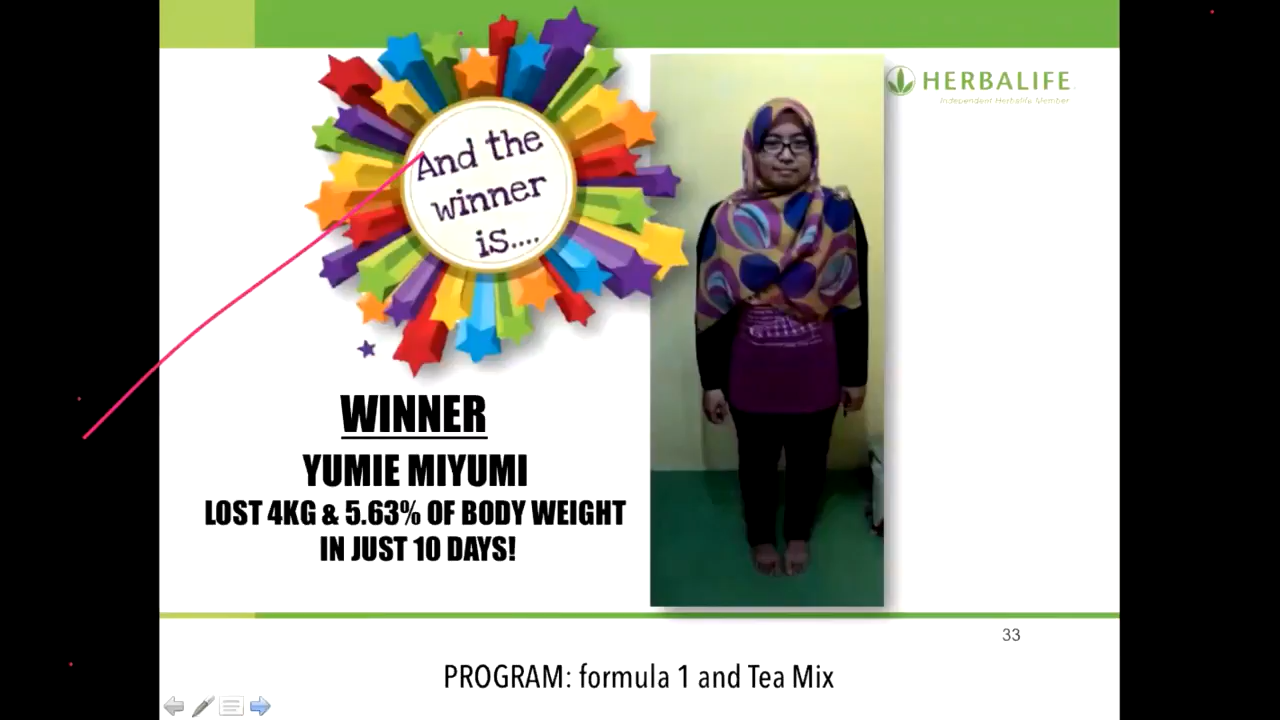 And the
winner
is....
HERBALIFE
Independent Herbalife Member
WINNER
YUMIE MIYUMI
LOST 4KG & 5.63% OF BODY WEIGHT
IN JUST 10 DAYS!
33
PROGRAM: formula 1 and Tea Mix